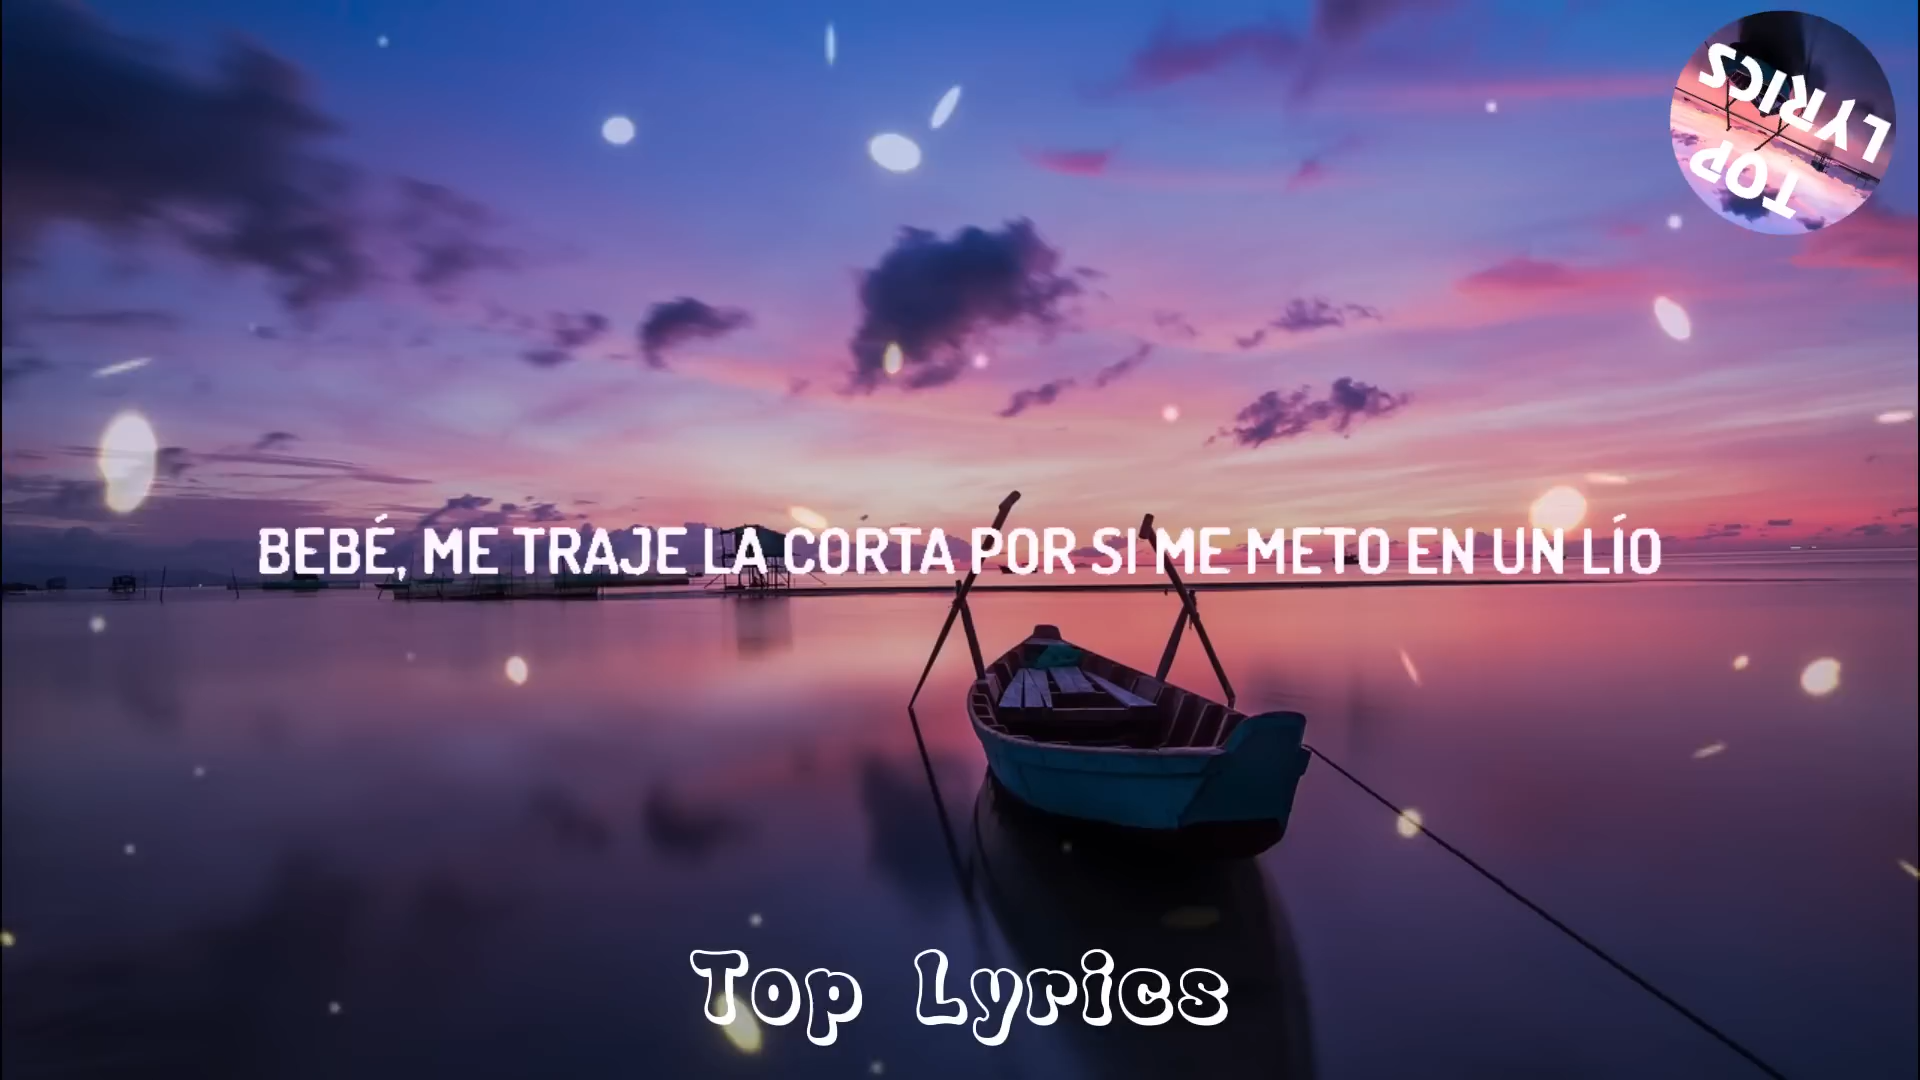 TOP
LYRICS
BEBÉ, ME TRAJE LA CORTA POR SI ME METO EN UN LÍO
Top Lyrics